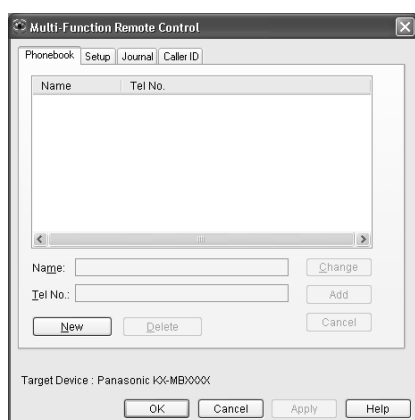 Multi-Function Remote Control
Phonebook Setup Journal Caller ID
Name Tel No.
Name: Change
Tel No.: Add
New Delete Cancel
Target Device : Panasonic KX-MBXXXX
OK Cancel Apply Help